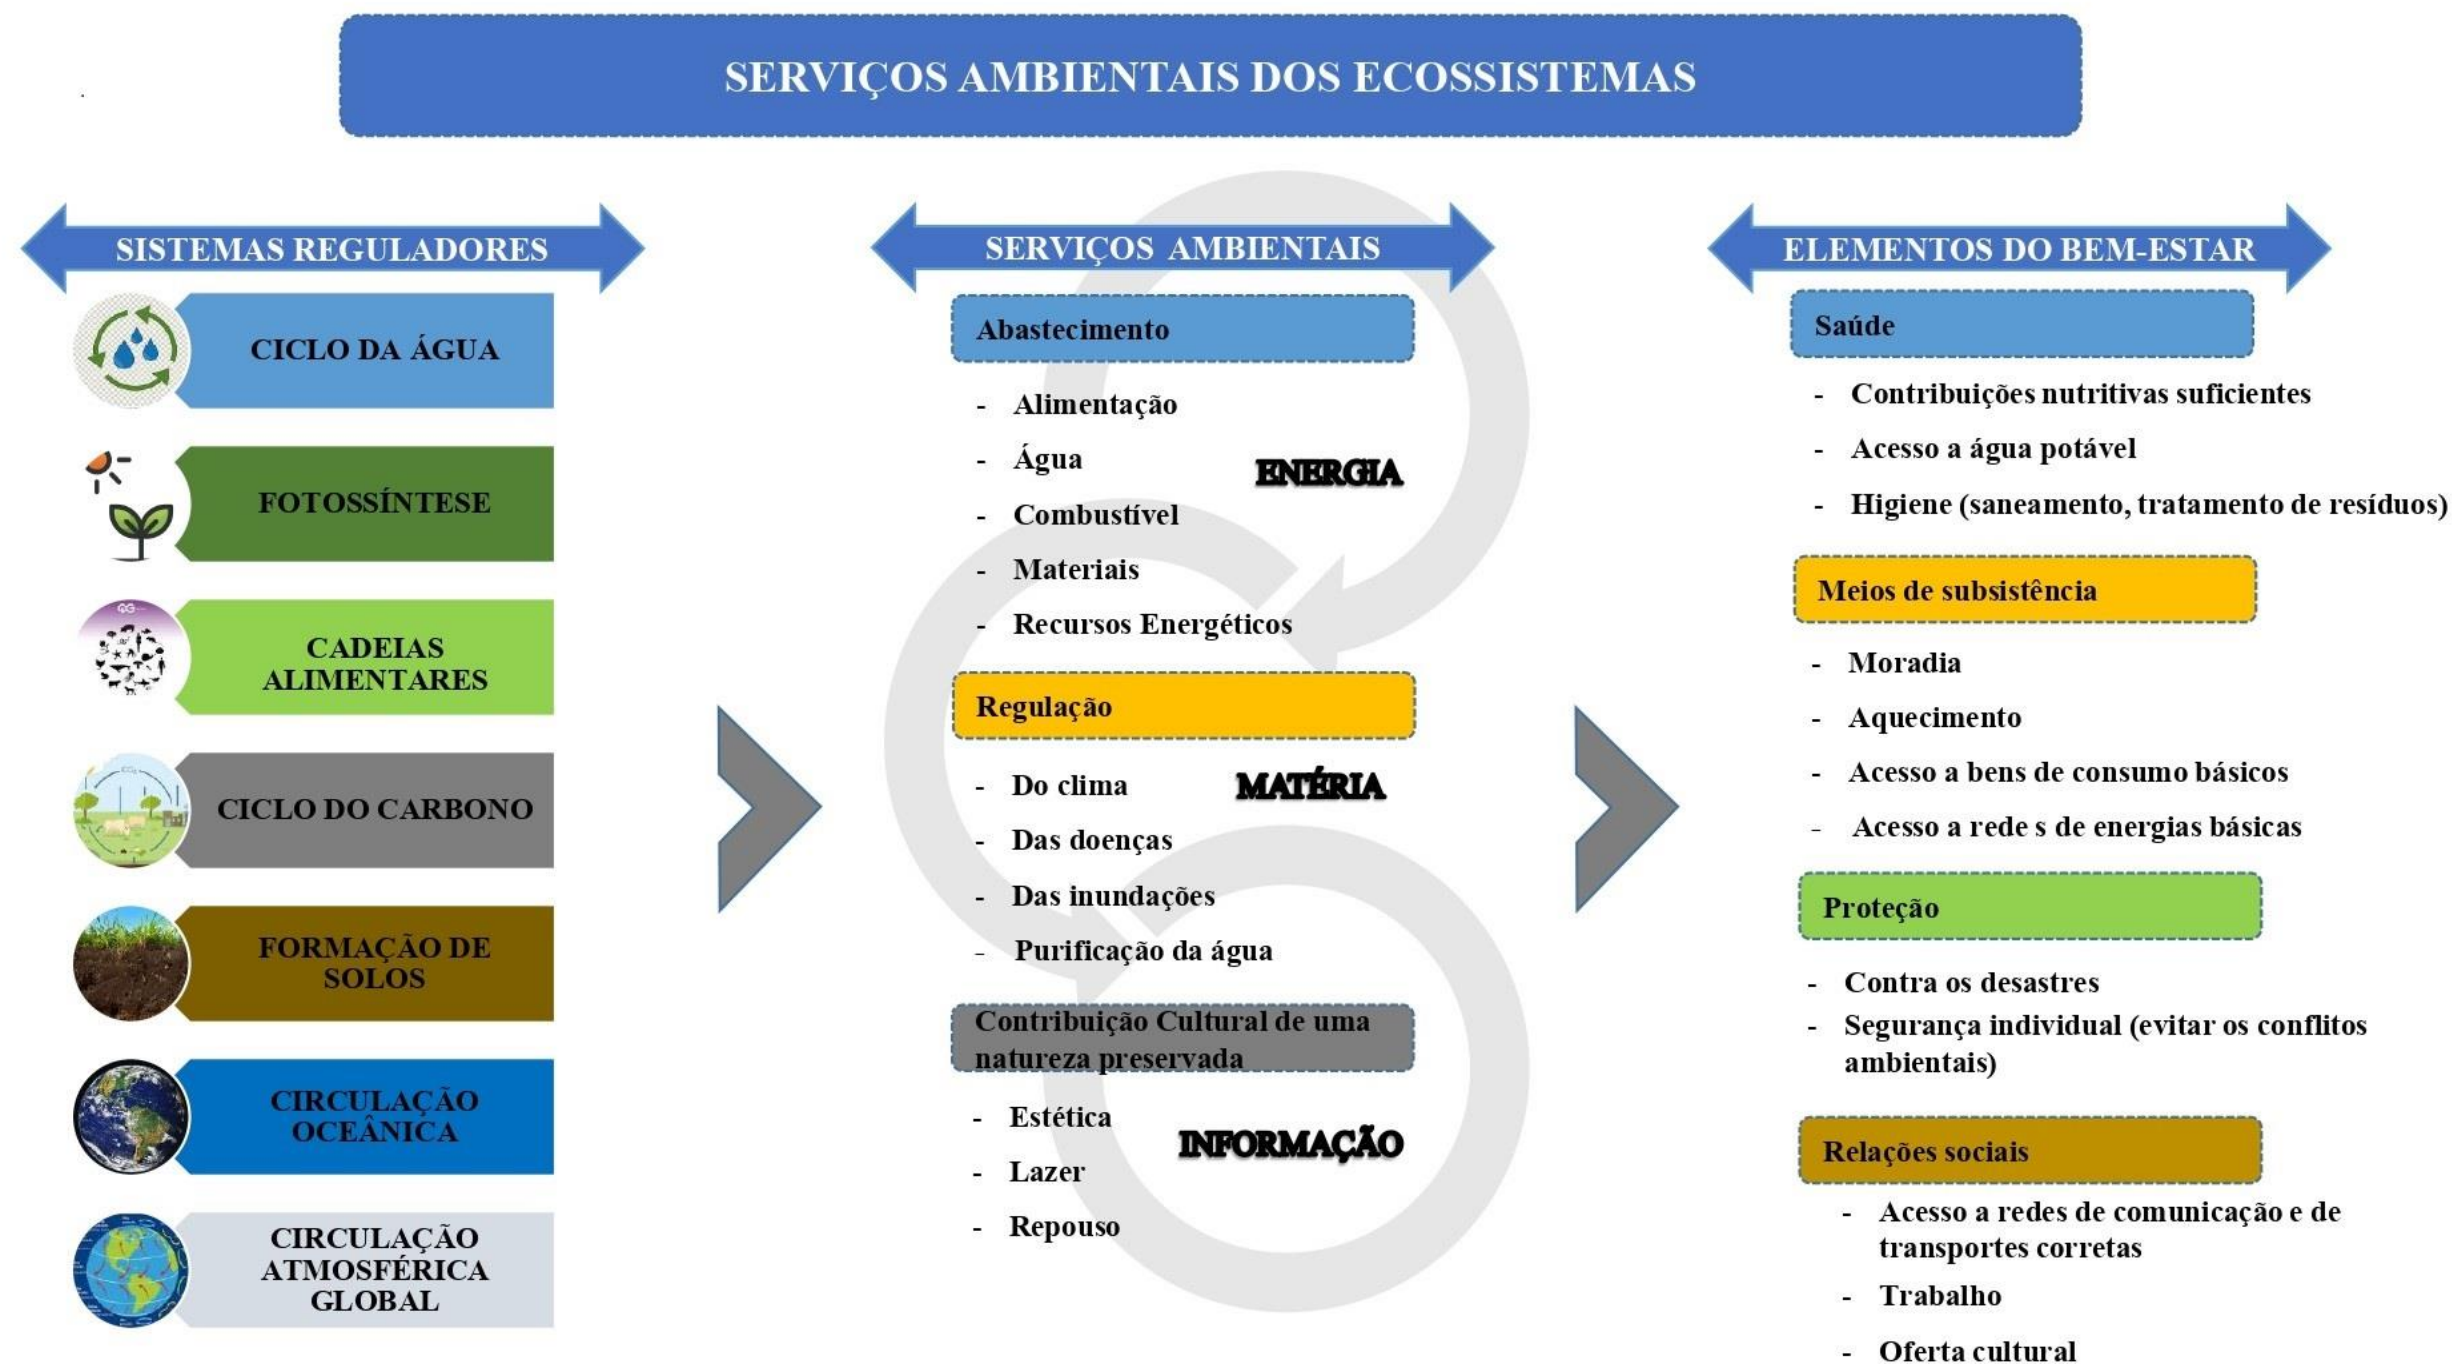 SERVIÇOS AMBIENTAIS DOS ECOSSISTEMAS
SISTEMAS REGULADORES
CICLO DA ÁGUA
FOTOSSÍNTESE
CADEIAS
ALIMENTARES
CICLO DO CARBONO
FORMAÇÃO DE
SOLOS
CIRCULAÇÃO
OCEÂNICA
CIRCULAÇÃO
ATMOSFÉRICA
GLOBAL
SERVIÇOS AMBIENTAIS
Abastecimento
- Alimentação
- Água
- Combustível
- Materiais
- Recursos Energéticos
ENERGIA
Regulação
- Do clima
- Das doenças
- Das inundações
- Purificação da água
MATÉRIA
Contribuição Cultural de uma
natureza preservada
- Estética
- Lazer
- Repouso
INFORMAÇÃO
ELEMENTOS DO BEM-ESTAR
Saúde
- Contribuições nutritivas suficientes
- Acesso a água potável
- Higiene (saneamento, tratamento de resíduos)
Meios de subsistência
- Moradia
- Aquecimento
- Acesso a bens de consumo básicos
- Acesso a rede s de energias básicas
Proteção
- Contra os desastres
- Segurança individual (evitar os conflitos
ambientais)
Relações sociais
- Acesso a redes de comunicação e de
transportes corretas
- Trabalho
- Oferta cultural